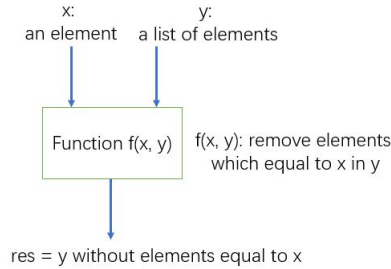 x:
an element
y:
a list of elements
Function f(x, y)
f(x, y): remove elements
which equal to x in y
res = y without elements equal to x